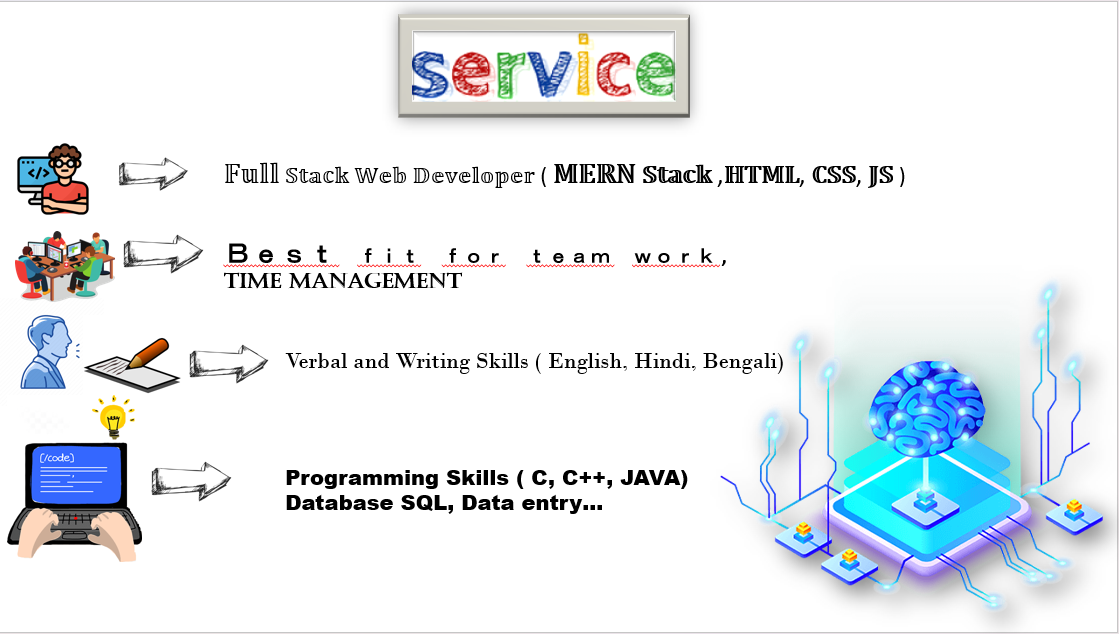 service
Full Stack Web Developer ( MERN Stack ,HTML, CSS, JS )
Best fit for team work,
TIME MANAGEMENT
Verbal and Writing Skills ( English, Hindi, Bengali)
</>
[/code]
Programming Skills ( C, C++, JAVA)
Database SQL, Data entry...